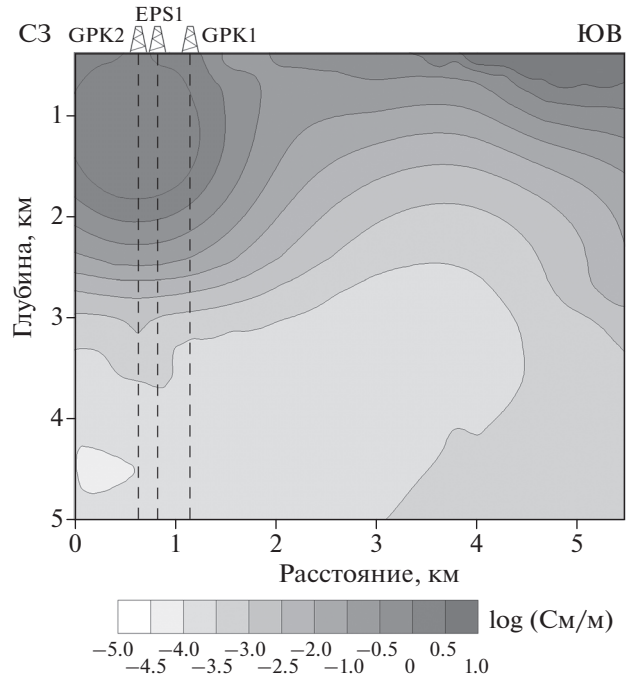 EPS1
СЗ GPK2 GPK1 ЮВ
1
2
3
4
5
Глубина, км
0 1 2 3 4 5
Расстояние, км
log (См/м)
−5.0 −4.0 −3.0 −2.0 −0.5 0.5
−4.5 −3.5 −2.5 −1.0 0 1.0